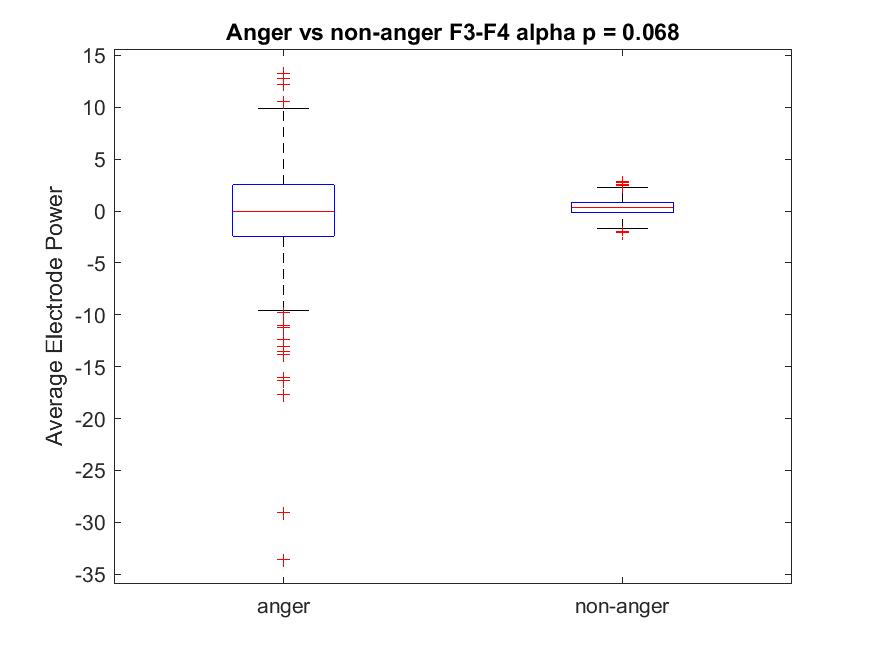 Anger vs non-anger F3-F4 alpha p = 0.068
Average Electrode Power
15
10
5
0
-5
-10
-15
-20
-25
-30
-35
anger
non-anger